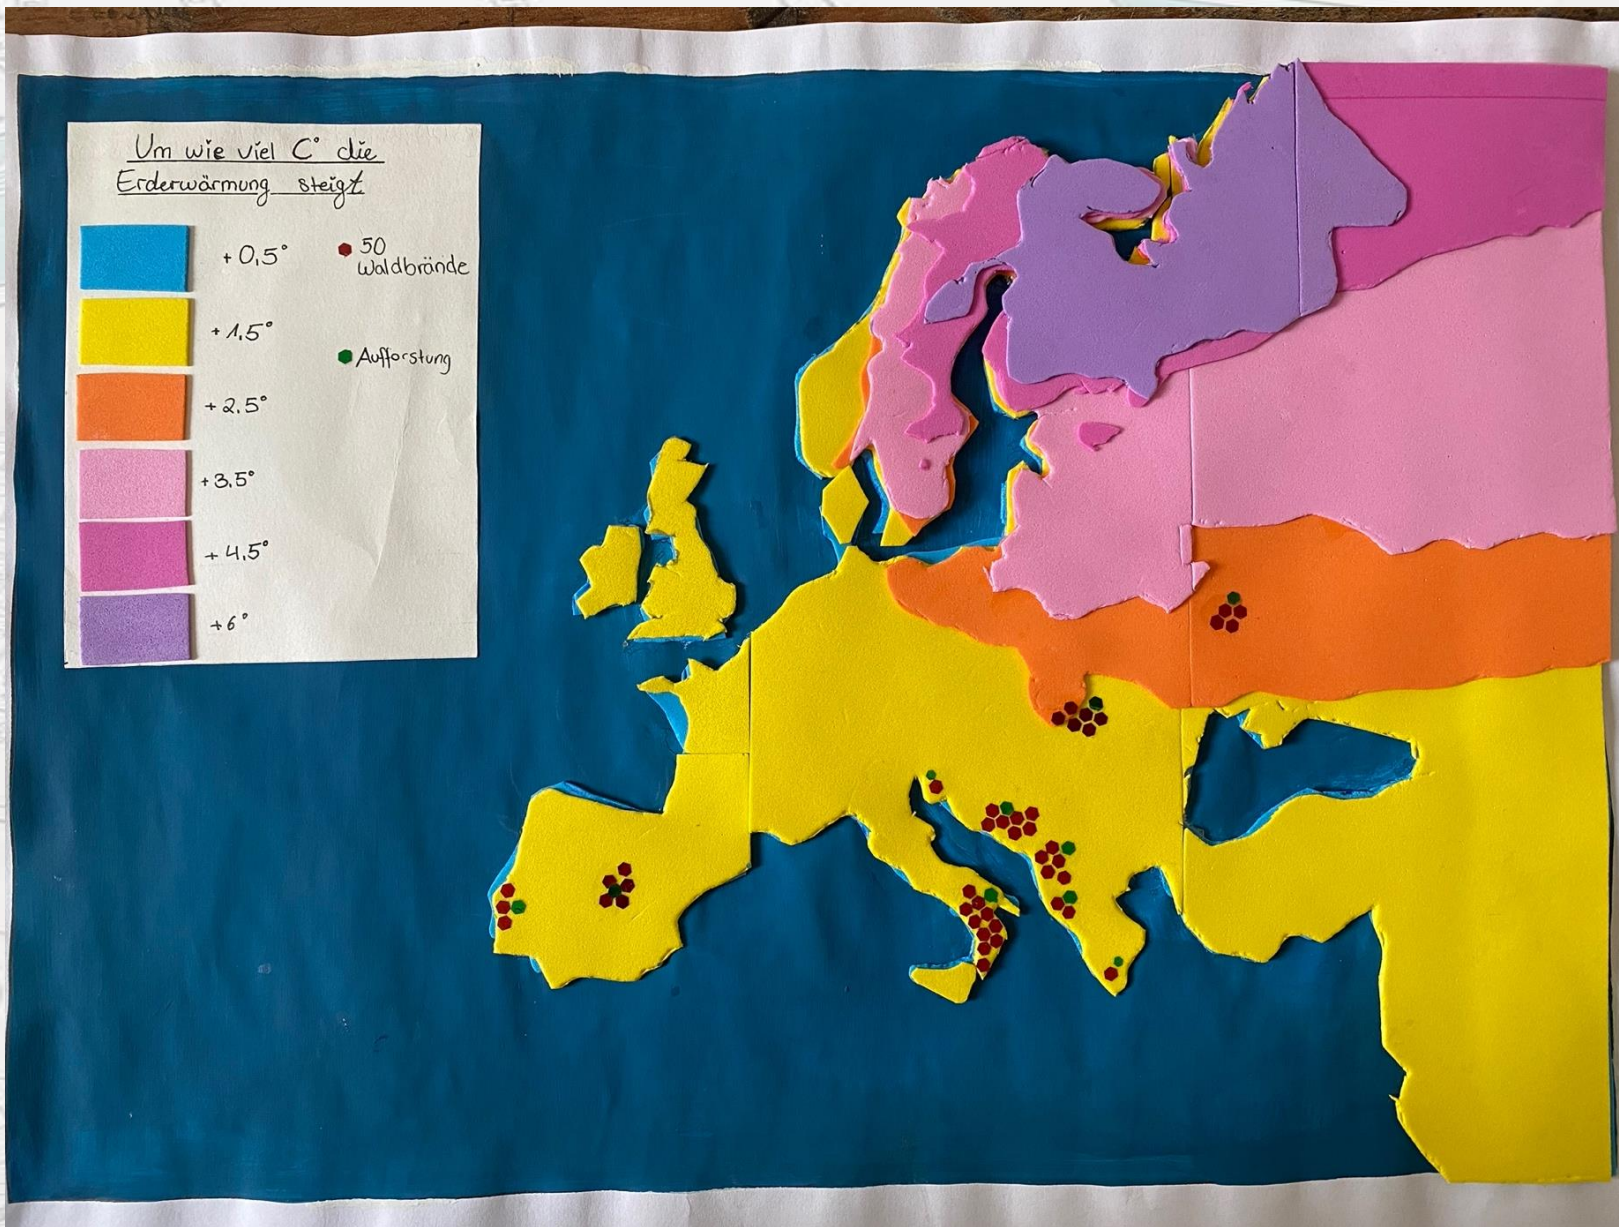 Um wie viel C° die
Erderwärmung steigt
+ 0,5°
50
Waldbrände
+ 1,5°
Aufforstung
+ 2,5°
+3,5°
+ 4,5°
+6°